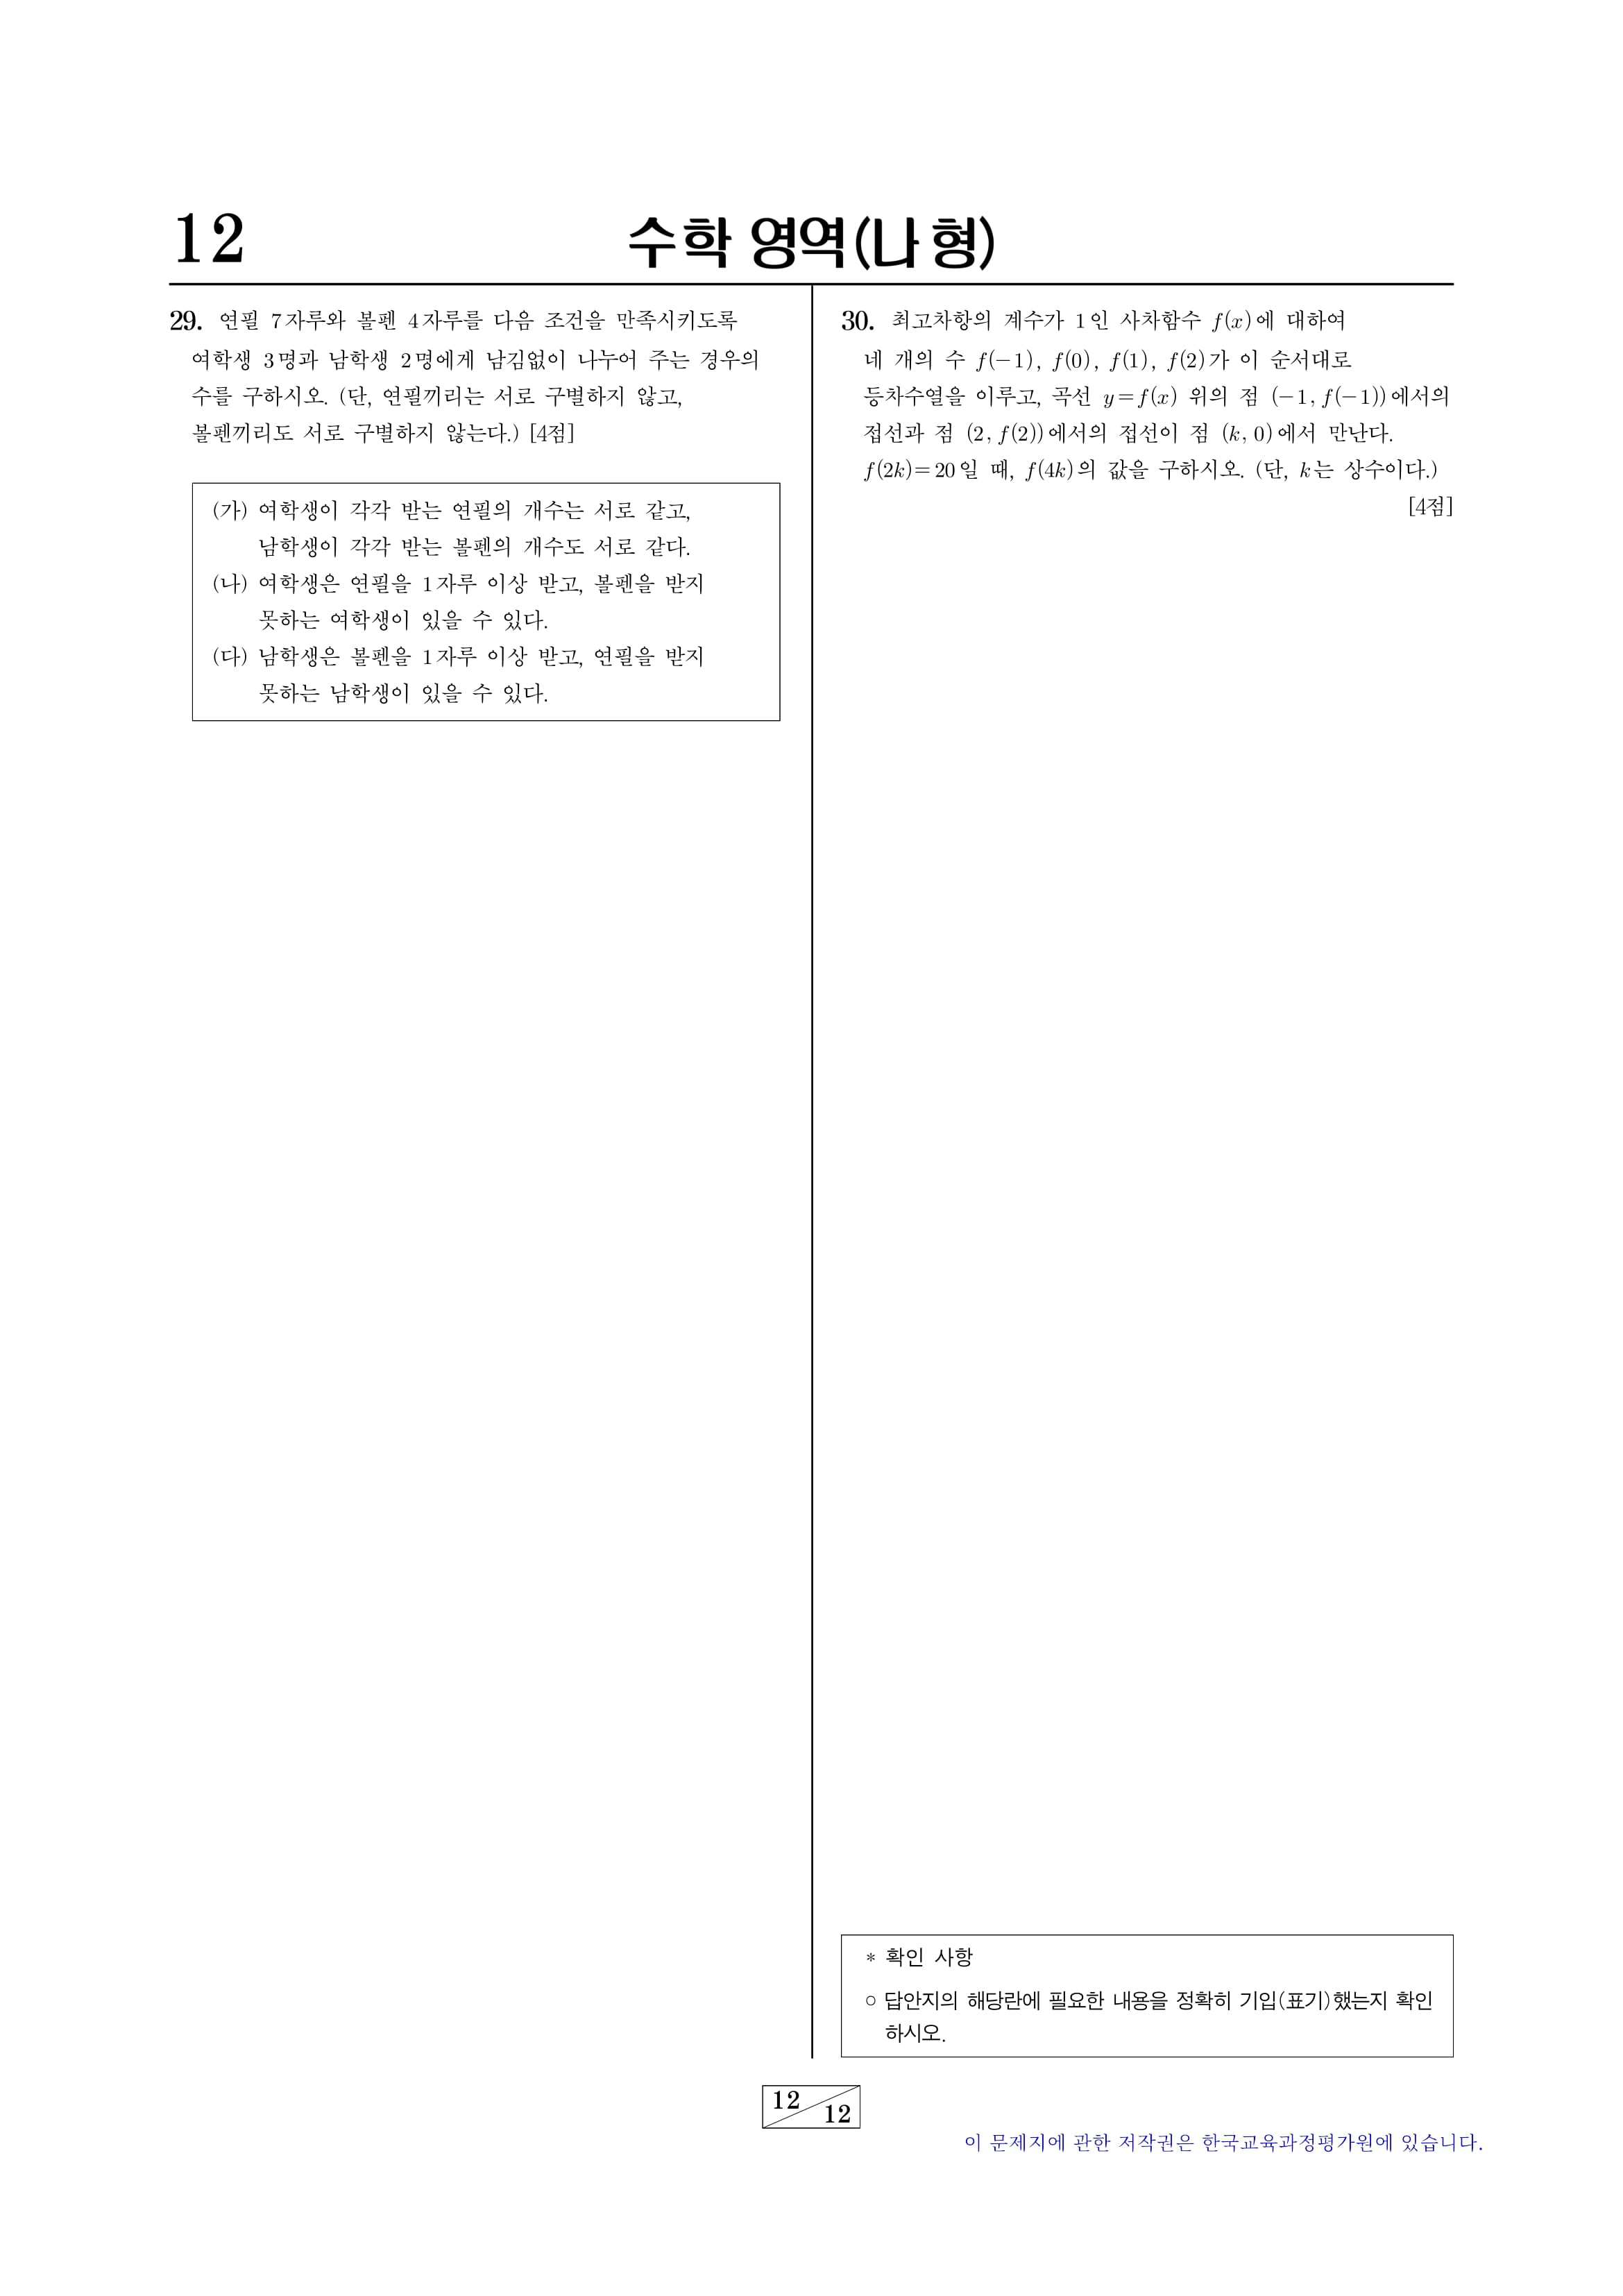 12
수학 영역(나 형)
29. 연필 7자루와 볼펜 4자루를 다음 조건을 만족시키도록
여학생 3명과 남학생 2명에게 남김없이 나누어 주는 경우의
수를 구하시오. (단, 연필끼리는 서로 구별하지 않고,
볼펜끼리도 서로 구별하지 않는다.) [4점]
(가) 여학생이 각각 받는 연필의 개수는 서로 같고,
남학생이 각각 받는 볼펜의 개수도 서로 같다.
(나) 여학생은 연필을 1자루 이상 받고, 볼펜을 받지
못하는 여학생이 있을 수 있다.
(다) 남학생은 볼펜을 1자루 이상 받고, 연필을 받지
못하는 남학생이 있을 수 있다.
30. 최고차항의 계수가 1인 사차함수 f(x)에 대하여
네 개의 수 f(−1), f(0), f(1), f(2)가 이 순서대로
등차수열을 이루고, 곡선 y=f(x) 위의 점 (−1, f(−1))에서의
접선과 점 (2, f(2))에서의 접선이 점 (k, 0)에서 만난다.
f(2k)=20일 때, f(4k)의 값을 구하시오. (단, k는 상수이다.)
[4점]
* 확인 사항
○ 답안지의 해당란에 필요한 내용을 정확히 기입(표기)했는지 확인
하시오.
12
12
이 문제지에 관한 저작권은 한국교육과정평가원에 있습니다.